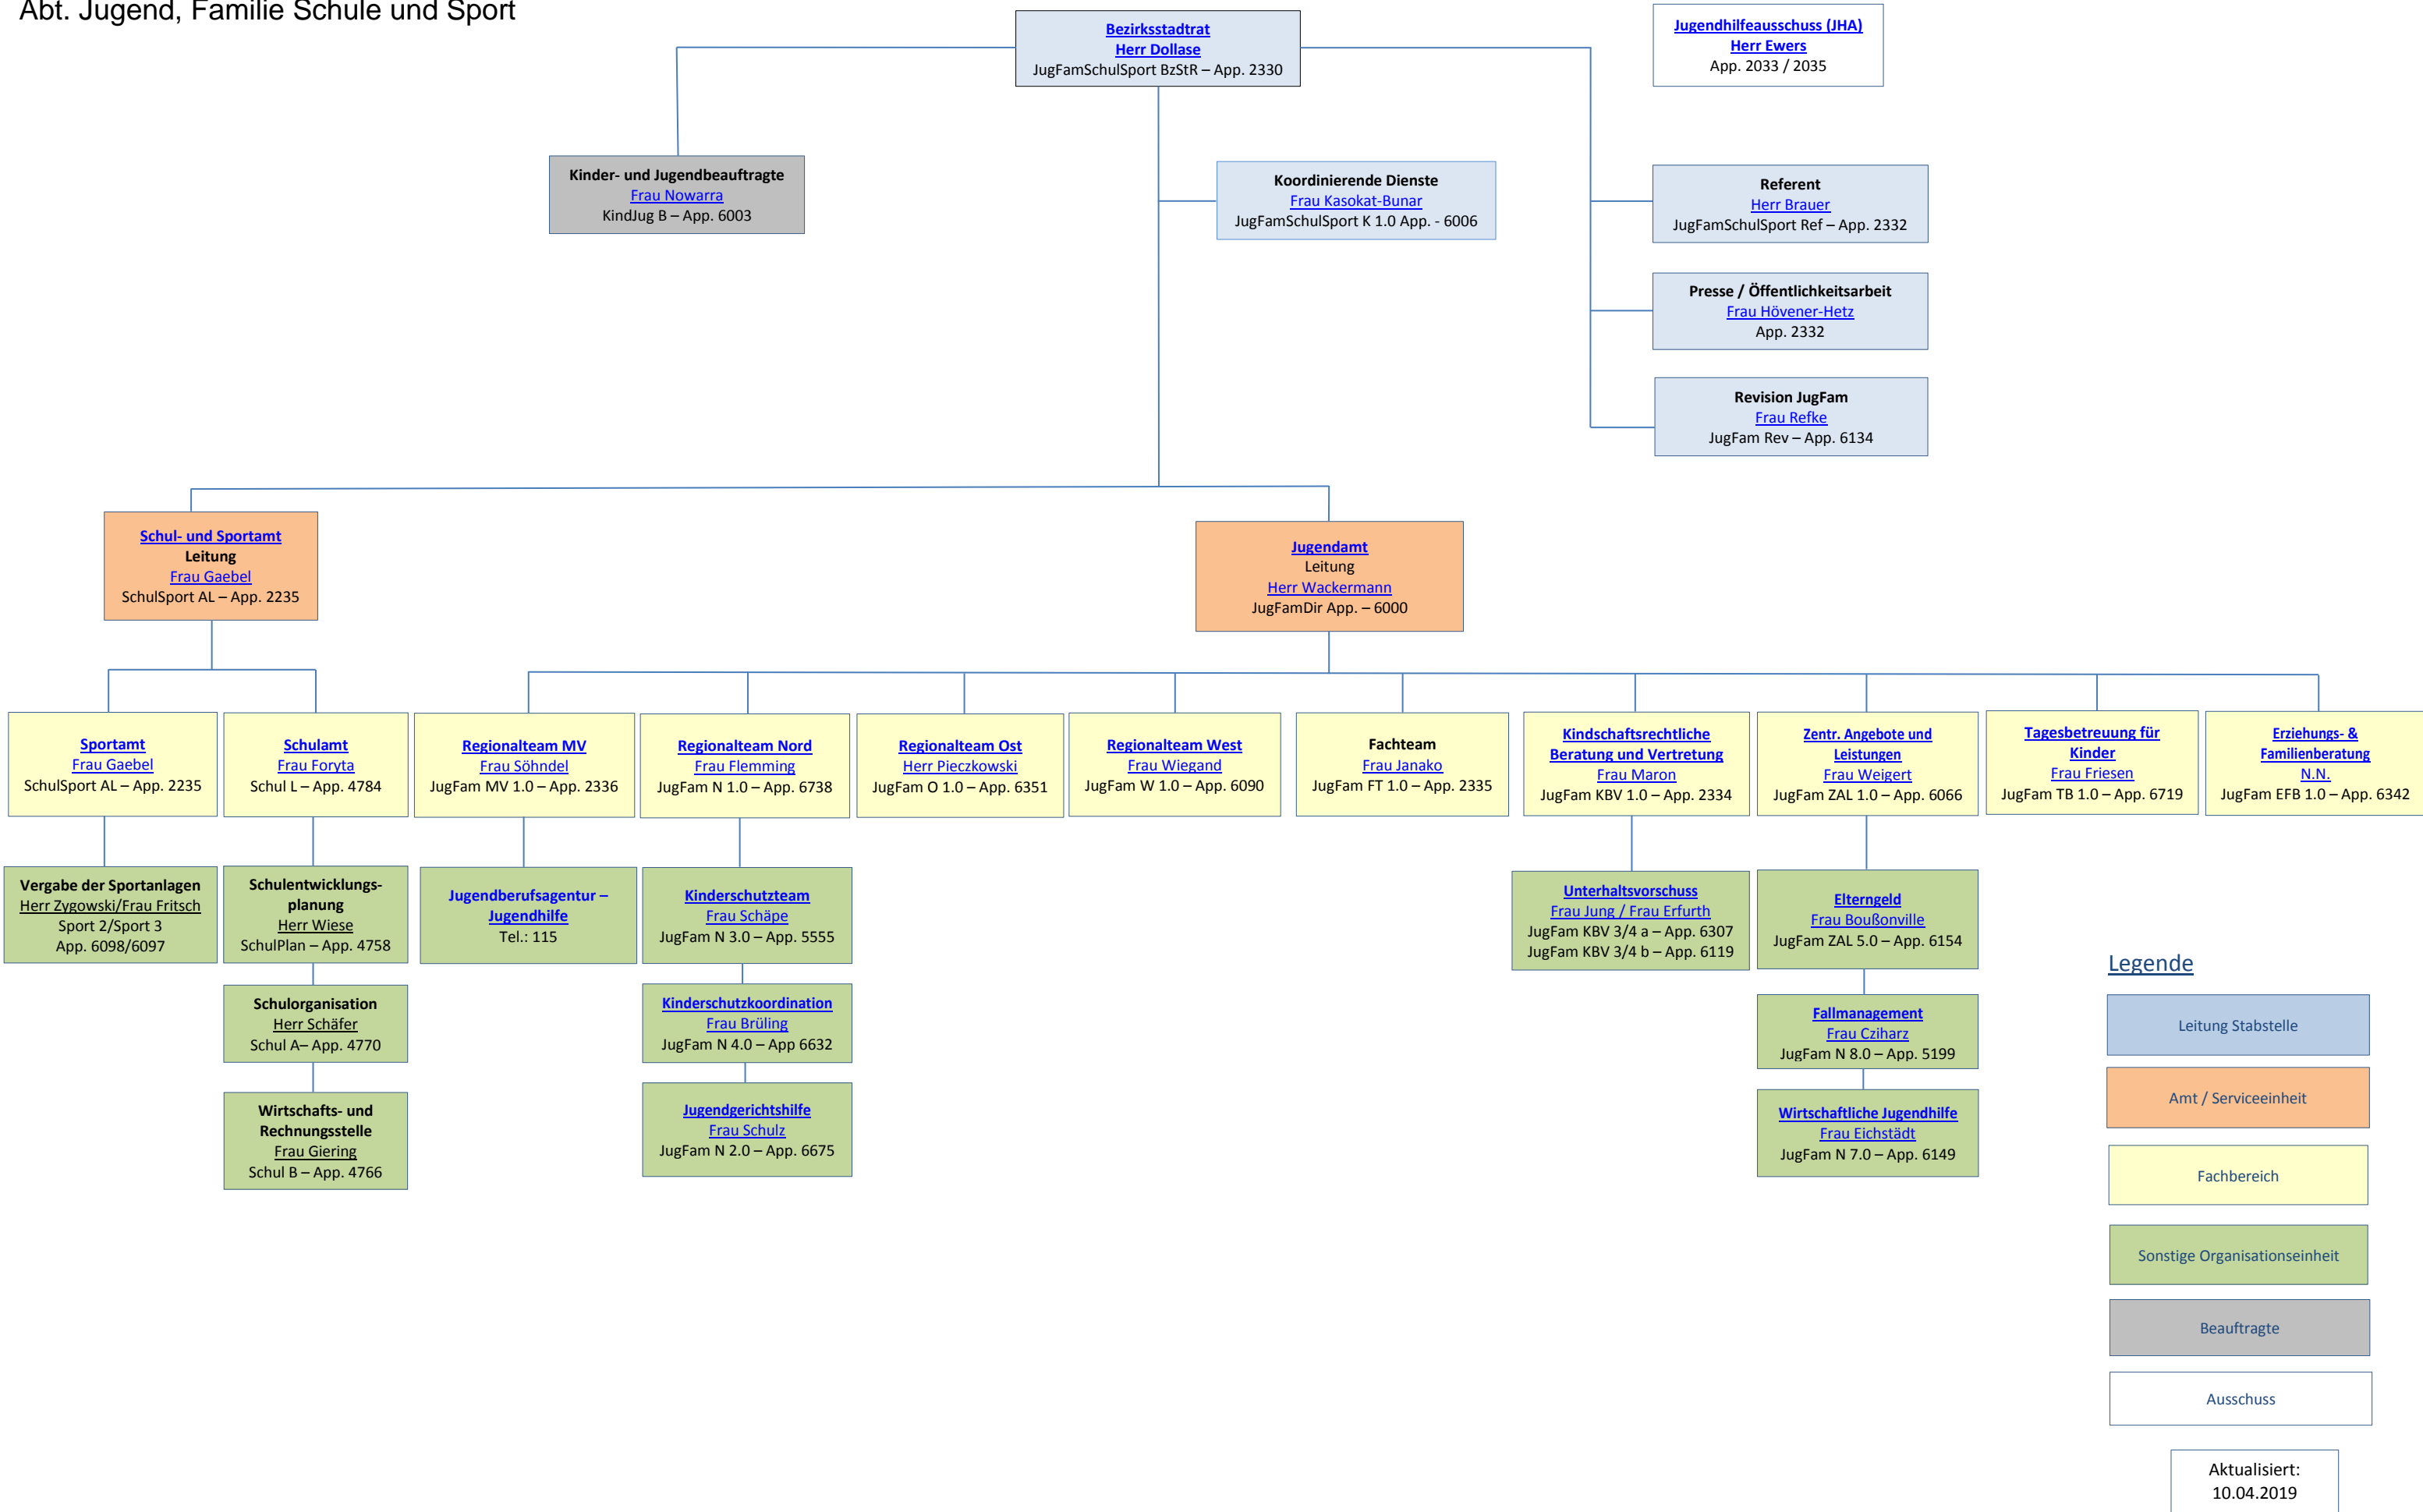 Abt. Jugend, Familie Schule und Sport
Bezirksstadtrat
Herr Dollase
JugFamSchulSport BzStR – App. 2330
Jugendhilfeausschuss (JHA)
Herr Ewers
App. 2033 / 2035
Kinder- und Jugendbeauftragte
Frau Nowarra
KindJug B – App. 6003
Koordinierende Dienste
Frau Kasokat-Bunar
JugFamSchulSport K 1.0 App. - 6006
Referent
Herr Brauer
JugFamSchulSport Ref – App. 2332
Presse / Öffentlichkeitsarbeit
Frau Hövener-Hetz
App. 2332
Revision JugFam
Frau Refke
JugFam Rev – App. 6134
Schul- und Sportamt
Leitung
Frau Gaebel
SchulSport AL – App. 2235
Jugendamt
Leitung
Herr Wackermann
JugFamDir App. – 6000
Sportamt
Frau Gaebel
SchulSport AL – App. 2235
Schulamt
Frau Foryta
Schul L – App. 4784
Regionalteam MV
Frau Söhndel
JugFam MV 1.0 – App. 2336
Regionalteam Nord
Frau Flemming
JugFam N 1.0 – App. 6738
Regionalteam Ost
Herr Pieczkowski
JugFam O 1.0 – App. 6351
Regionalteam West
Frau Wiegand
JugFam W 1.0 – App. 6090
Fachteam
Frau Janako
JugFam FT 1.0 – App. 2335
Kindschaftsrechtliche
Beratung und Vertretung
Frau Maron
JugFam KBV 1.0 – App. 2334
Zentr. Angebote und
Leistungen
Frau Weigert
JugFam ZAL 1.0 – App. 6066
Tagesbetreuung für
Kinder
Frau Friesen
JugFam TB 1.0 – App. 6719
Erziehungs- &
Familienberatung
N.N.
JugFam EFB 1.0 – App. 6342
Vergabe der Sportanlagen
Herr Zygowski/Frau Fritsch
Sport 2/Sport 3
App. 6098/6097
Schulentwicklungs-
planung
Herr Wiese
SchulPlan – App. 4758
Jugendberufsagentur –
Jugendhilfe
Tel.: 115
Kinderschutzteam
Frau Schäpe
JugFam N 3.0 – App. 5555
Unterhaltsvorschuss
Frau Jung / Frau Erfurth
JugFam KBV 3/4 a – App. 6307
JugFam KBV 3/4 b – App. 6119
Elterngeld
Frau Boußonville
JugFam ZAL 5.0 – App. 6154
Schulorganisation
Herr Schäfer
Schul A– App. 4770
Kinderschutzkoordination
Frau Brüling
JugFam N 4.0 – App 6632
Fallmanagement
Frau Cziharz
JugFam N 8.0 – App. 5199
Wirtschafts- und
Rechnungsstelle
Frau Giering
Schul B – App. 4766
Jugendgerichtshilfe
Frau Schulz
JugFam N 2.0 – App. 6675
Wirtschaftliche Jugendhilfe
Frau Eichstädt
JugFam N 7.0 – App. 6149
Legende
Leitung Stabstelle
Amt / Serviceeinheit
Fachbereich
Sonstige Organisationseinheit
Beauftragte
Ausschuss
Aktualisiert:
10.04.2019